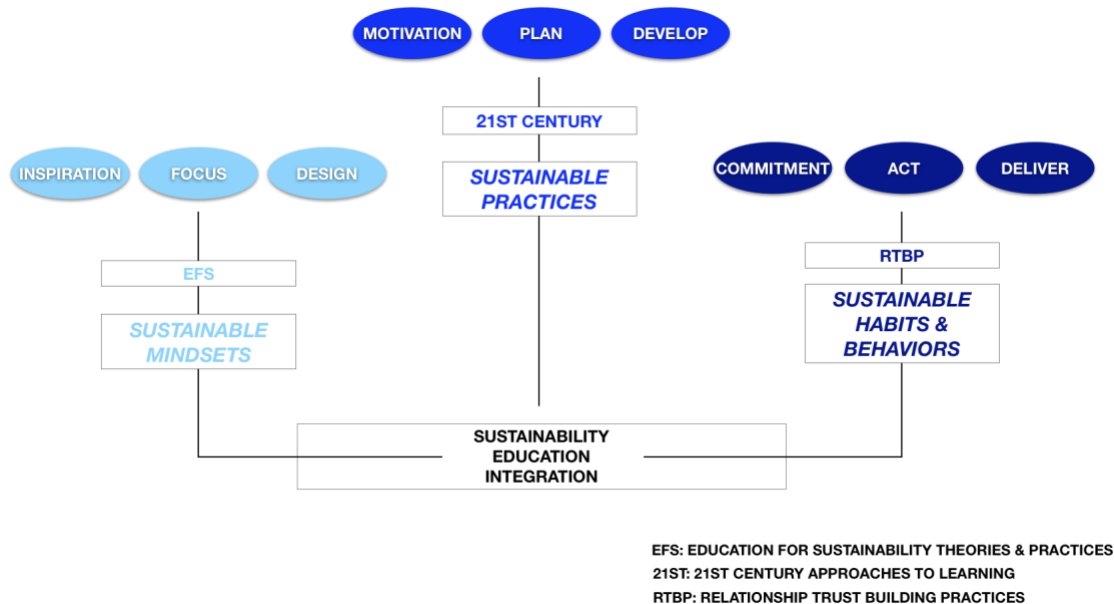 MOTIVATION PLAN DEVELOP
21ST CENTURY
SUSTAINABLE
PRACTICES
INSPIRATION FOCUS DESIGN
EFS
SUSTAINABLE
MINDSETS
COMMITMENT ACT DELIVER
RTBP
SUSTAINABLE
HABITS &
BEHAVIORS
SUSTAINABILITY
EDUCATION
INTEGRATION
EFS: EDUCATION FOR SUSTAINABILITY THEORIES & PRACTICES
21ST: 21ST CENTURY APPROACHES TO LEARNING
RTBP: RELATIONSHIP TRUST BUILDING PRACTICES